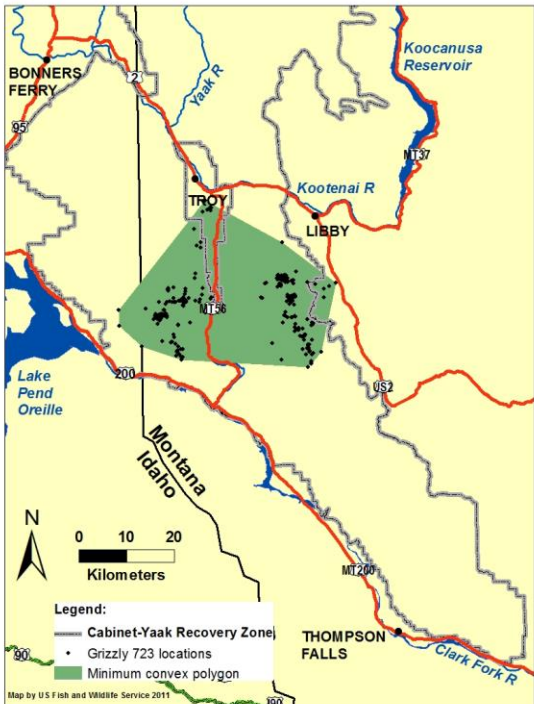 BONNERS
FERRY
2
Yaak R
Koocanusa
Reservoir
95
MT37
TROY
Kootenai R
LIBBY
MT56
Lake
Pend
Oreille
200
US2
Montana
Idaho
N
0 10 20
Kilometers
MT200
Legend:
Cabinet-Yaak Recovery Zone
Grizzly 723 locations
Minimum convex polygon
THOMPSON
FALLS
Clark Fork R
90
I90
Map by US Fish and Wildlife Service 2011